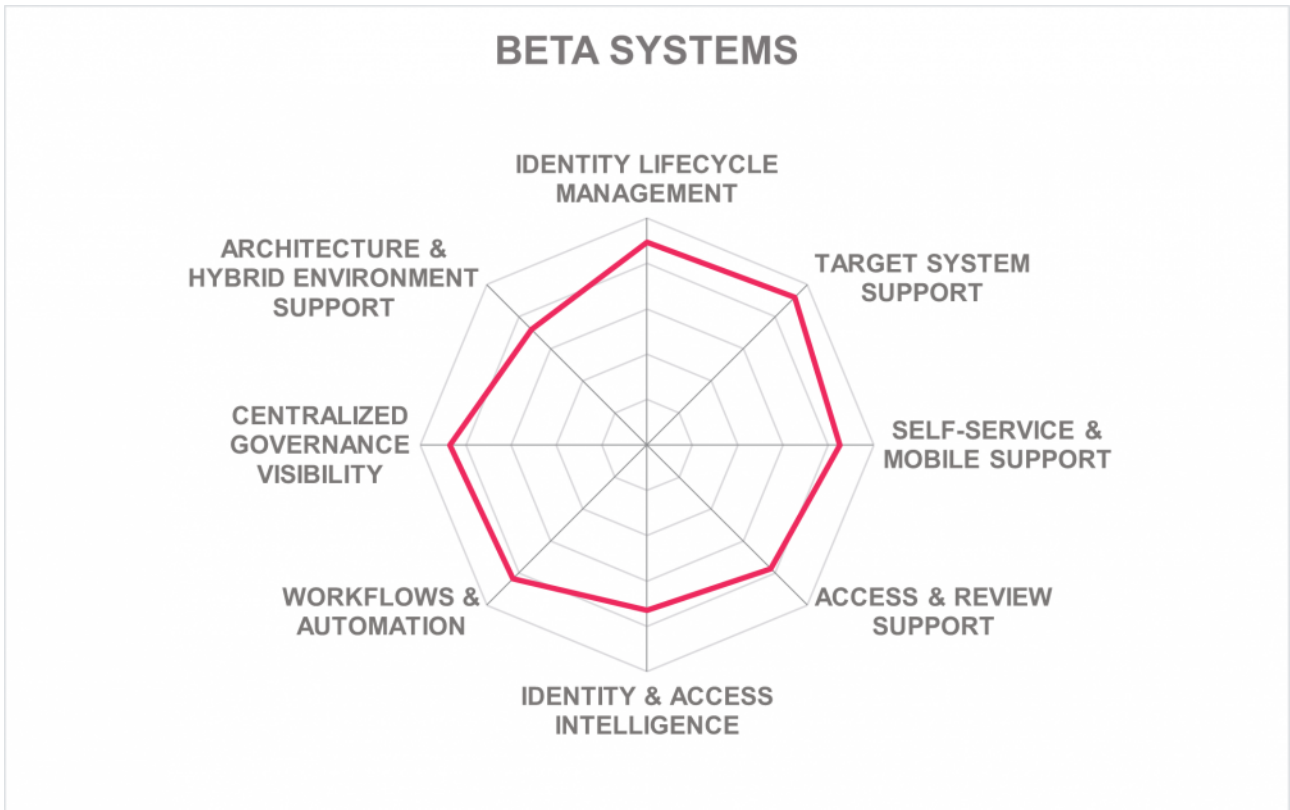 BETA SYSTEMS
IDENTITY LIFECYCLE
MANAGEMENT
TARGET SYSTEM
SUPPORT
SELF-SERVICE &
MOBILE SUPPORT
ACCESS & REVIEW
SUPPORT
IDENTITY & ACCESS
INTELLIGENCE
WORKFLOWS &
AUTOMATION
CENTRALIZED
GOVERNANCE
VISIBILITY
ARCHITECTURE &
HYBRID ENVIRONMENT
SUPPORT